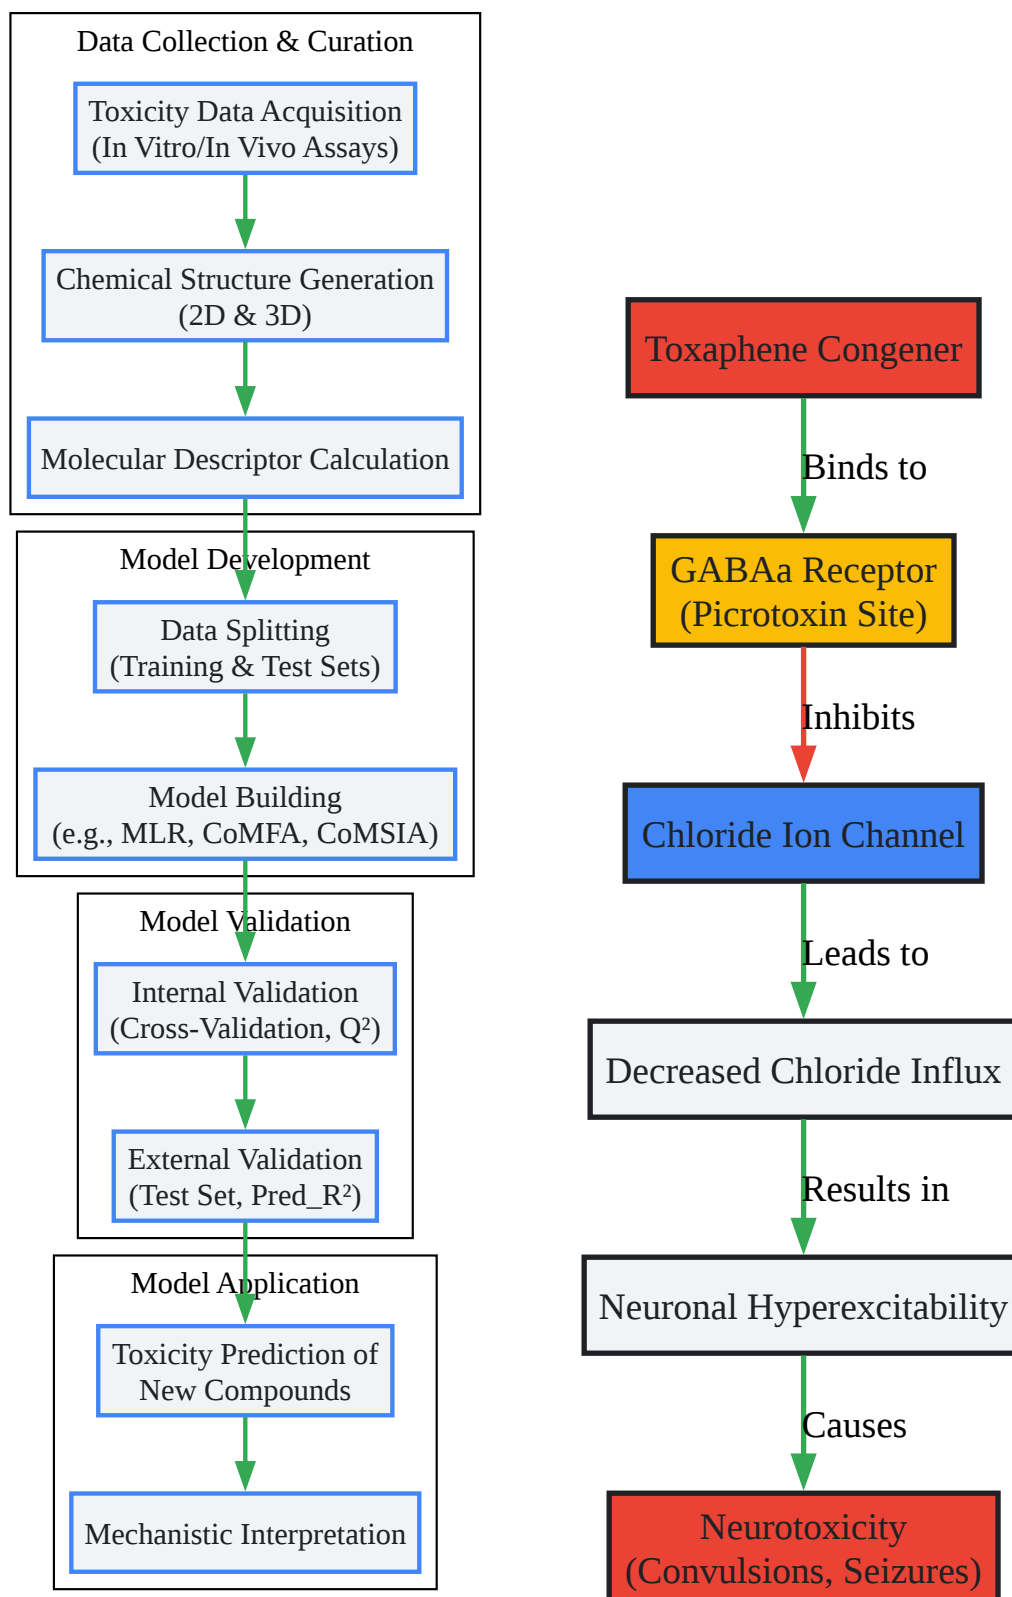 Data Collection & Curation
Toxicity Data Acquisition
(In Vitro/In Vivo Assays)
Chemical Structure Generation
(2D & 3D)
Molecular Descriptor Calculation
Model Development
Data Splitting
(Training & Test Sets)
Model Building
(e.g., MLR, CoMFA, CoMSIA)
Model Validation
Internal Validation
(Cross-Validation, Q²)
External Validation
(Test Set, Pred_R²)
Model Application
Toxicity Prediction of
New Compounds
Mechanistic Interpretation
Toxaphene Congener
Binds to
GABAa Receptor
(Picrotoxin Site)
Inhibits
Chloride Ion Channel
Leads to
Decreased Chloride Influx
Results in
Neuronal Hyperexcitability
Causes
Neurotoxicity
(Convulsions, Seizures)